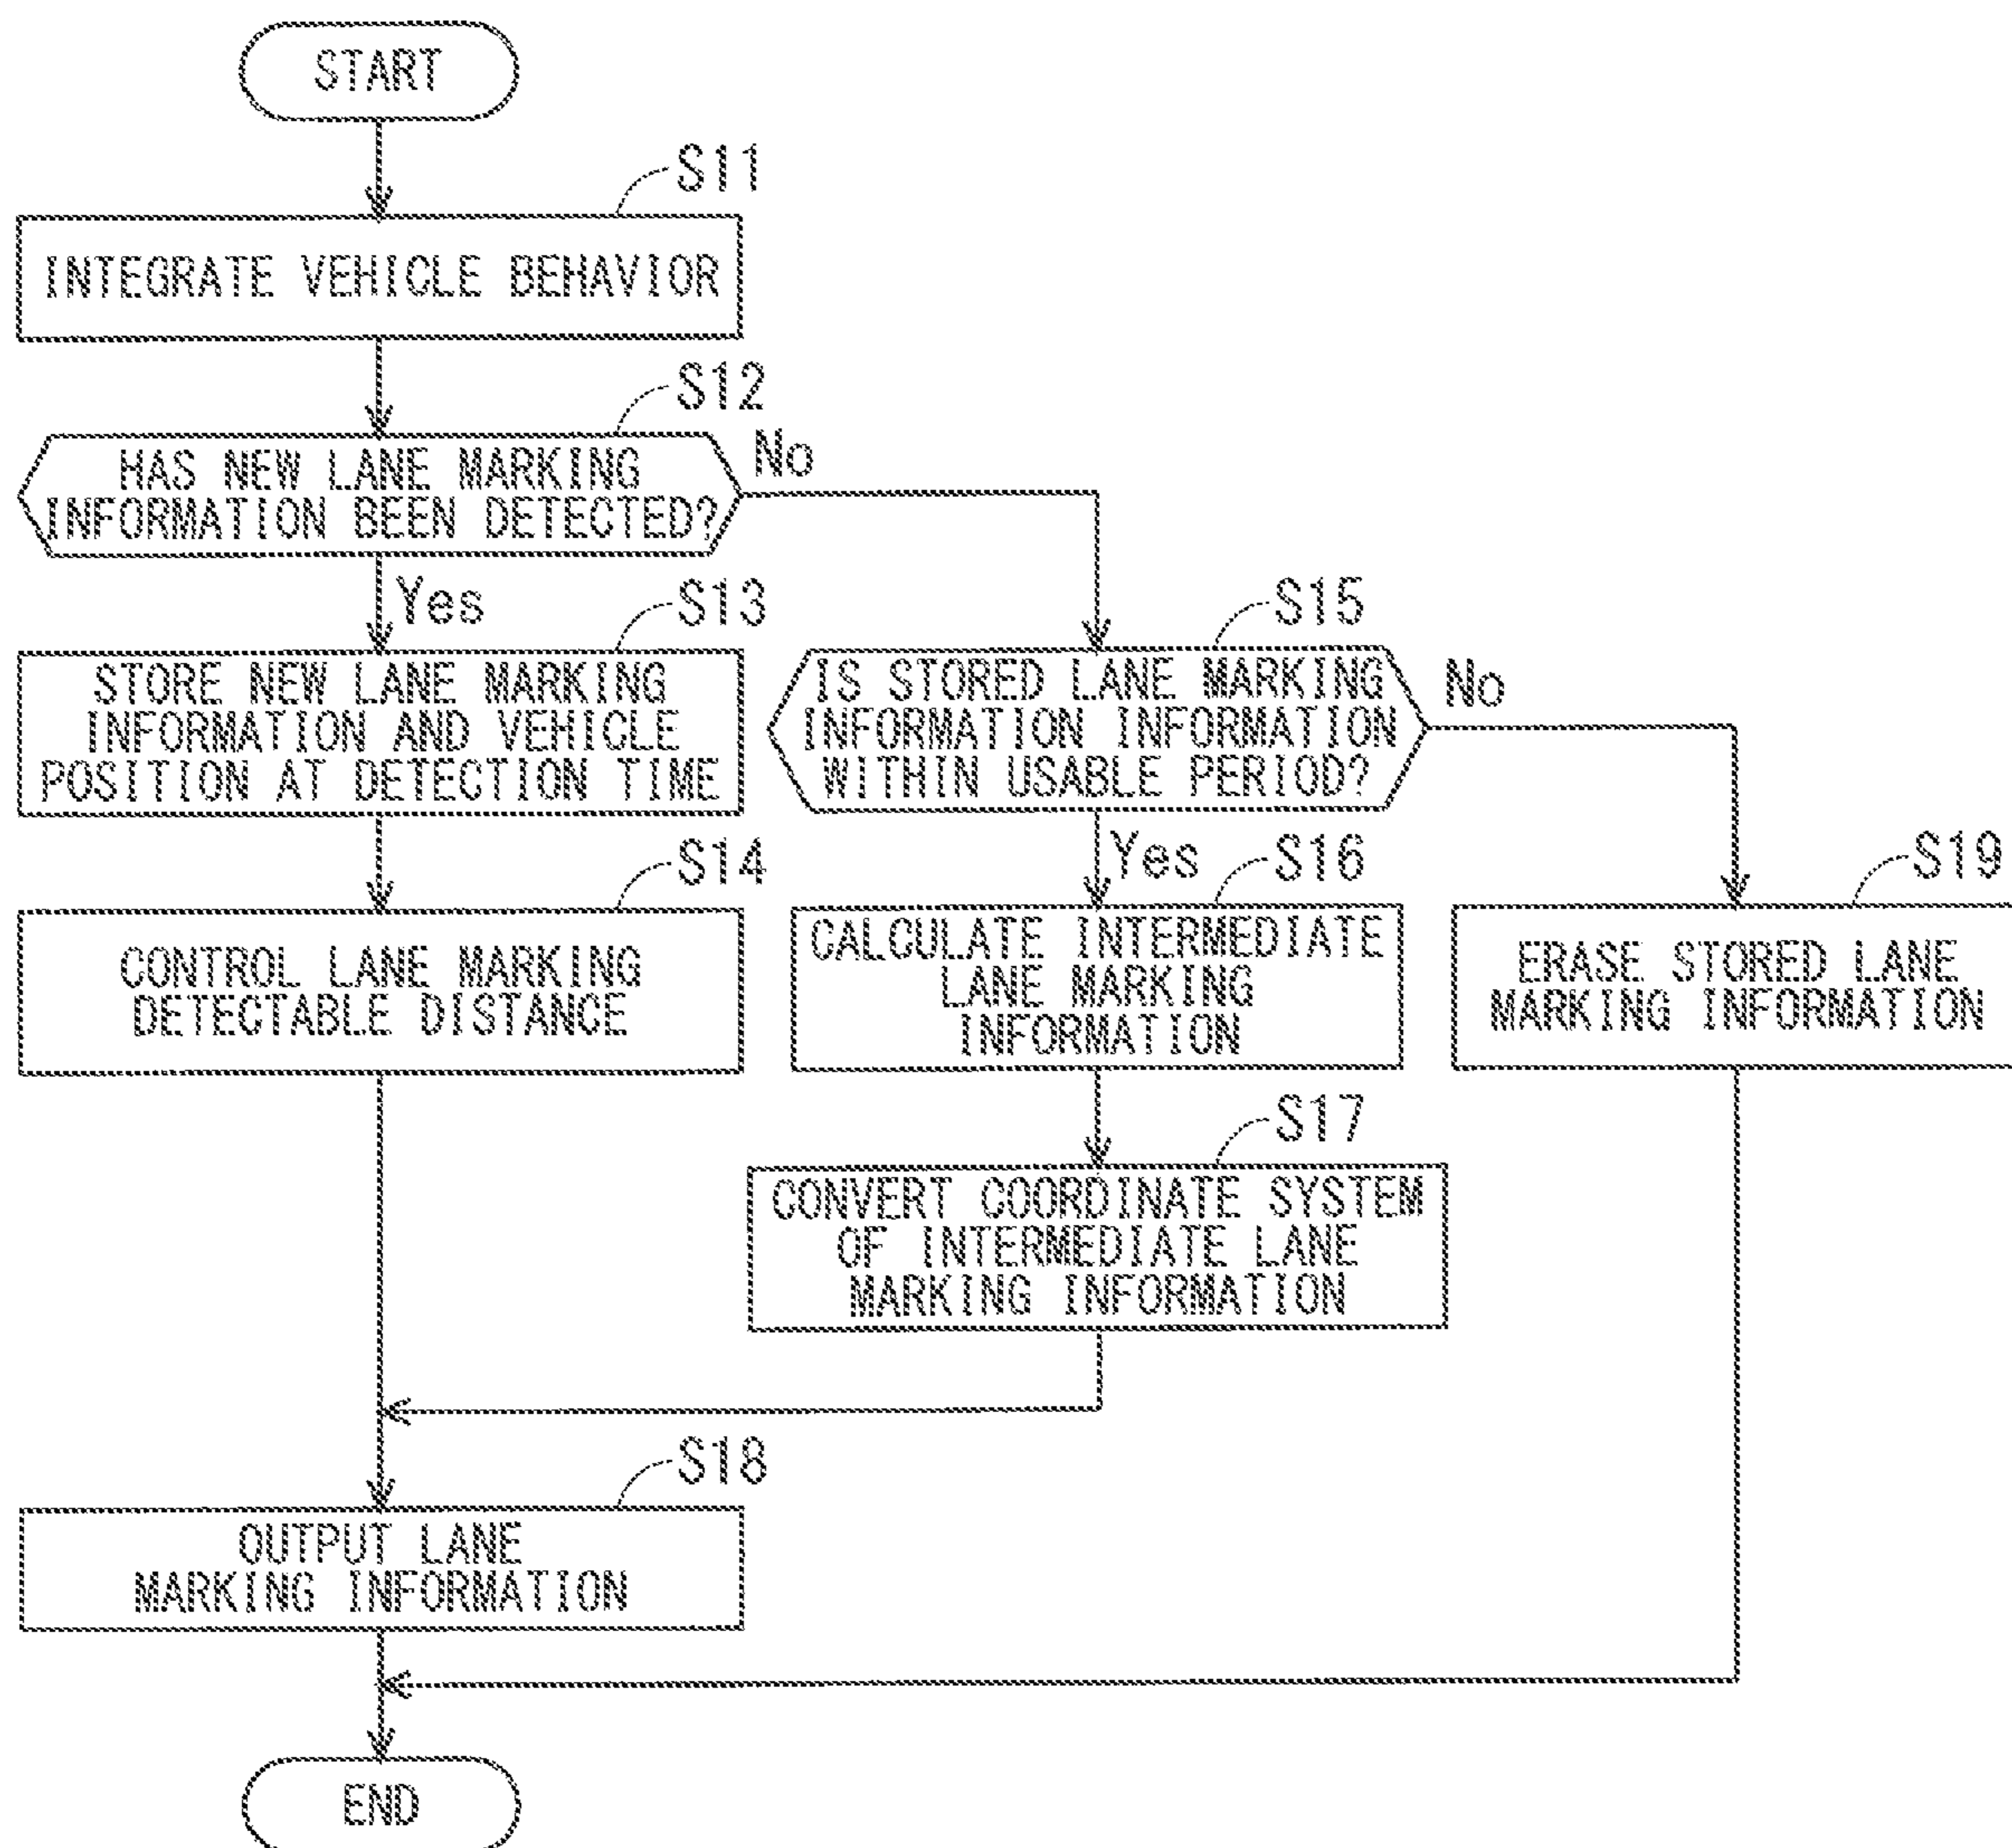 START
S11
INTEGRATE VEHICLE BEHAVIOR
S12
HAS NEW LANE MARKING
INFORMATION BEEN DETECTED?
No
Yes
S13
STORE NEW LANE MARKING
INFORMATION AND VEHICLE
POSITION AT DETECTION TIME
S15
IS STORED LANE MARKING
INFORMATION INFORMATION
WITHIN USABLE PERIOD?
No
S14
CONTROL LANE MARKING
DETECTABLE DISTANCE
Yes
S16
CALCULATE INTERMEDIATE
LANE MARKING
INFORMATION
S19
ERASE STORED LANE
MARKING INFORMATION
S17
CONVERT COORDINATE SYSTEM
OF INTERMEDIATE LANE
MARKING INFORMATION
S18
OUTPUT LANE
MARKING INFORMATION
END